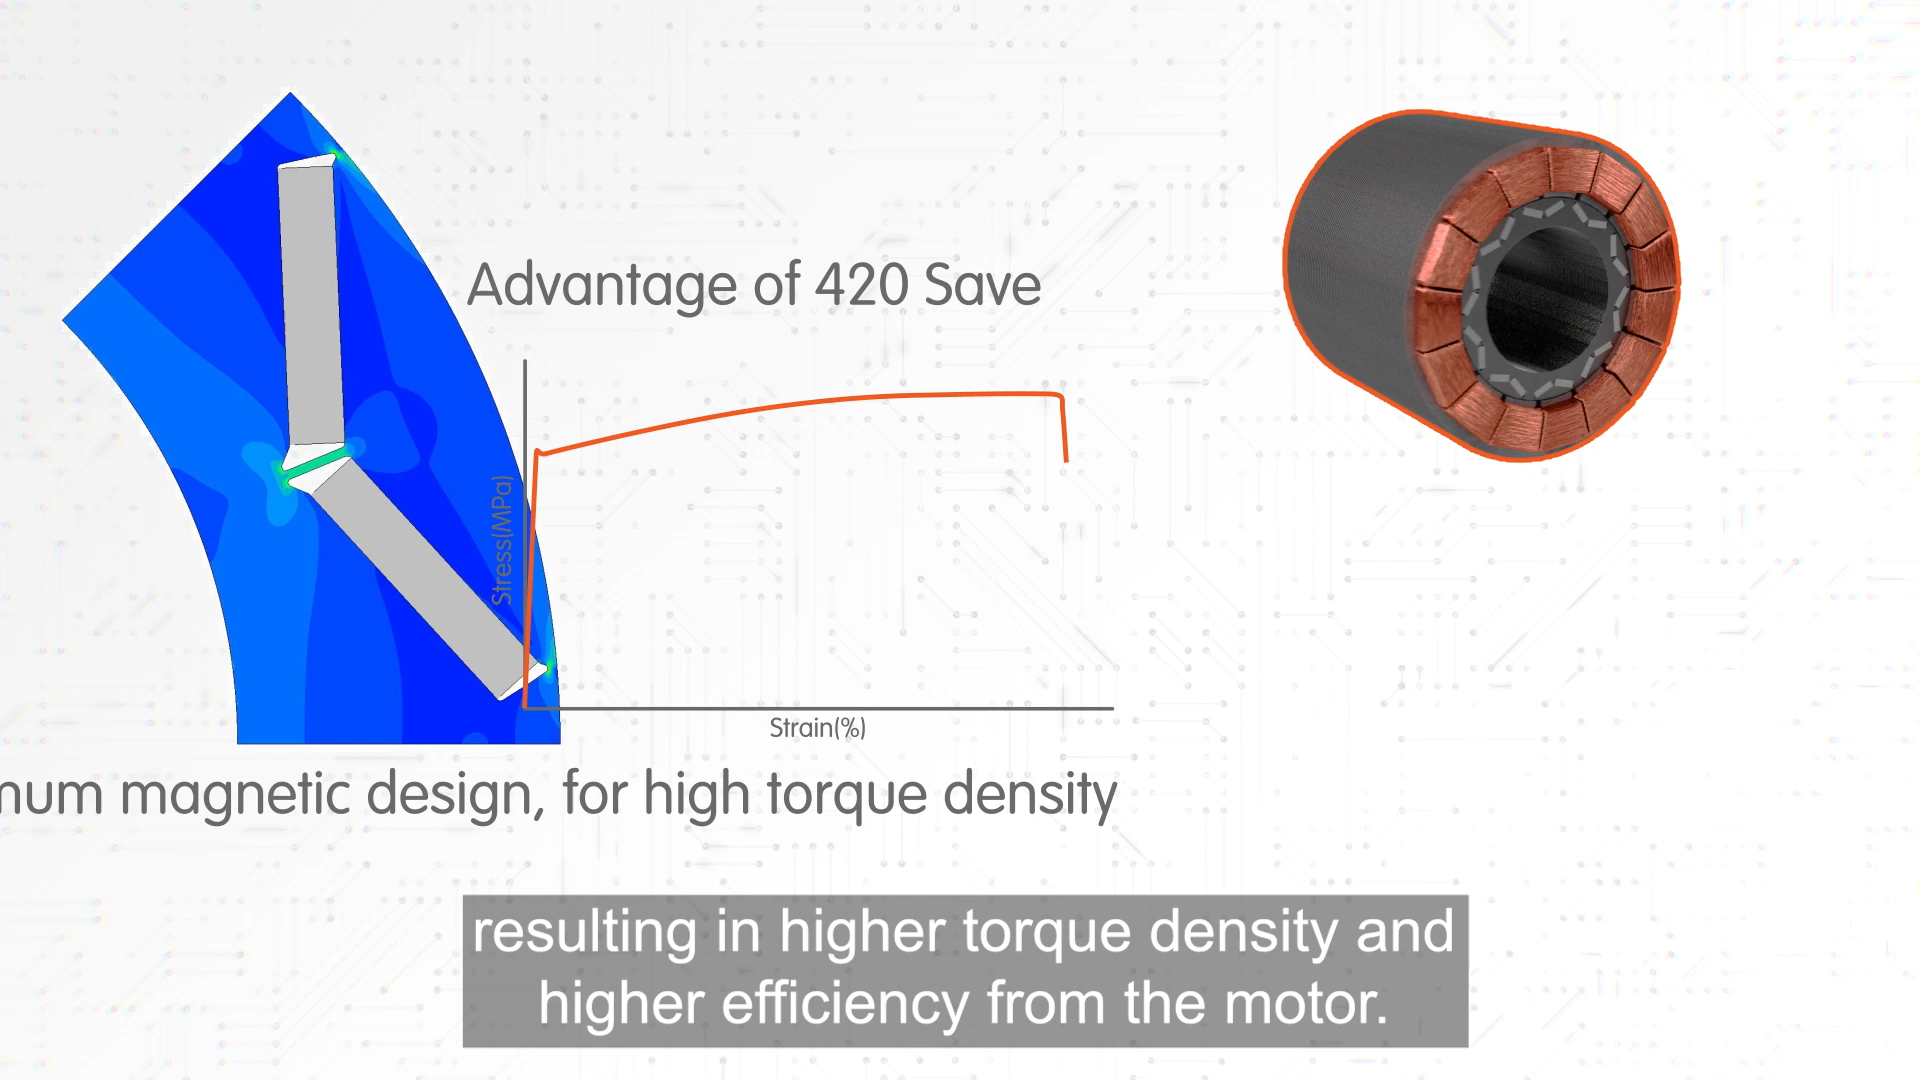 Advantage of 420 Save
Stress(MPa)
Strain(%)
magnetic design, for high torque density
resulting in higher torque density and
higher efficiency from the motor.